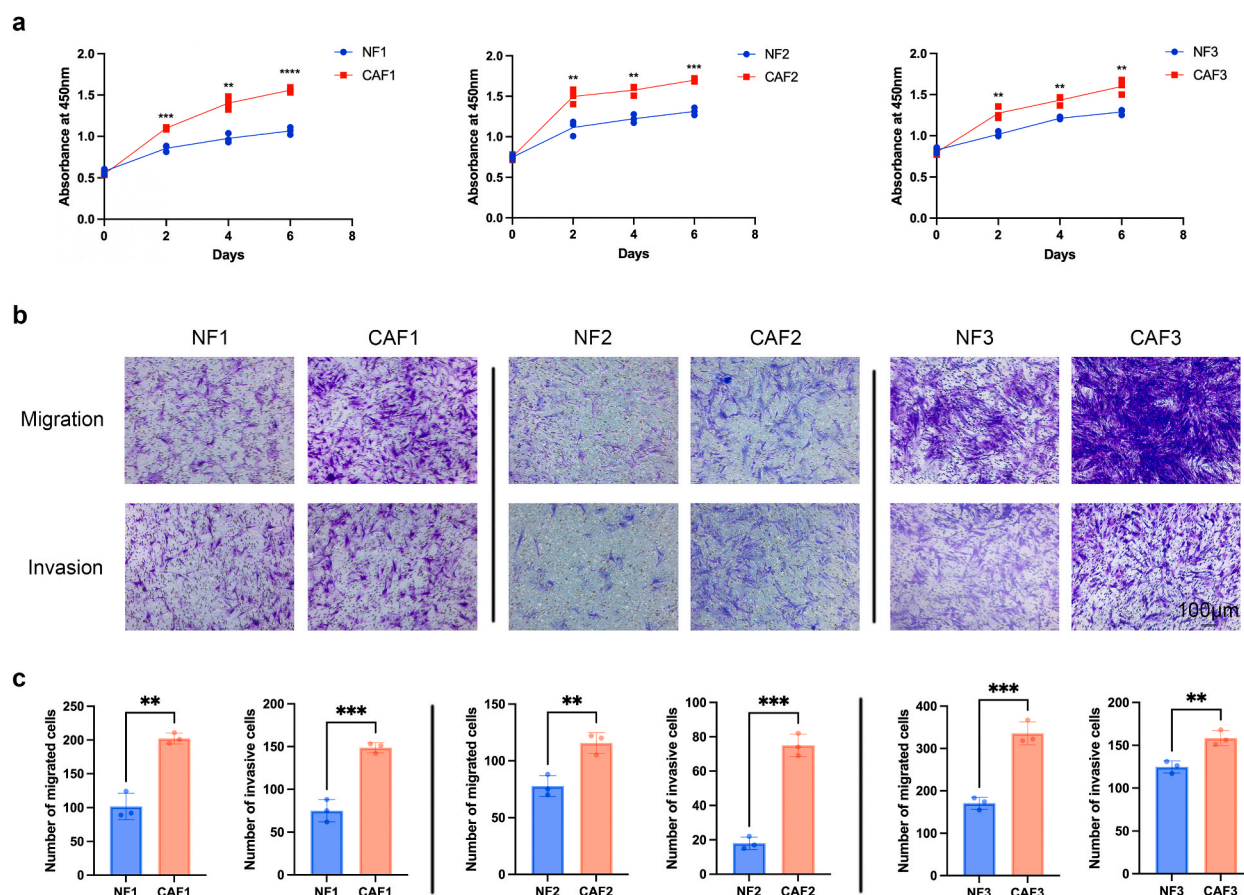 a
NF1
CAF1
Absorbance at 450nm
2.0
1.5
1.0
0.5
0.0
***
**
****
0 2 4 6 8
Days
NF2
CAF2
Absorbance at 450nm
2.0
1.5
1.0
0.5
0.0
**
**
***
0 2 4 6 8
Days
NF3
CAF3
Absorbance at 450nm
2.0
1.5
1.0
0.5
0.0
**
**
**
0 2 4 6 8
Days
b
NF1 CAF1 NF2 CAF2 NF3 CAF3
Migration
Invasion
100μm
c
Number of migrated cells
250
200
150
100
50
0
**
NF1 CAF1
Number of invasive cells
200
150
100
50
0
***
NF1 CAF1
Number of migrated cells
150
100
50
0
**
NF2 CAF2
Number of invasive cells
100
80
60
40
20
0
***
NF2 CAF2
Number of migrated cells
400
300
200
100
0
***
NF3 CAF3
Number of invasive cells
200
150
100
50
0
**
NF3 CAF3